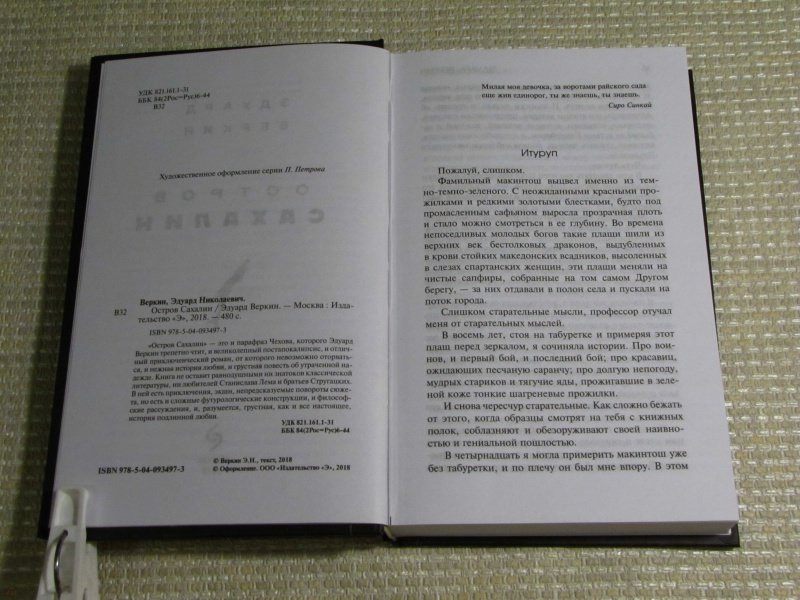 УДК 821.161.1-31
ББК 84(2Рос=Рус)6-44
В32
Художественное оформление серии П. Петрова
Веркин, Эдуард Николаевич.
В32 Остров Сахалин / Эдуард Веркин. — Москва : Изда-
тельство «Э», 2018. — 480 с.
ISBN 978-5-04-093497-3
«Остров Сахалин» — это и парафраз Чехова, которого Эдуард
Веркин трепетно чтит, и великолепный постапокалипсис, и отлич-
ный приключенческий роман, от которого невозможно оторвать-
ся, и нежная история любви, и грустная повесть об утраченной на-
дежде. Книга не оставит равнодушными ни знатоков классической
литературы, ни любителей Станислава Лема и братьев Стругацких.
В ней есть приключения, экшн, непредсказуемые повороты сюже-
та, но есть и сложные футурологические конструкции, и философ-
ские рассуждения, и, разумеется, грустная, как и все настоящее,
история подлинной любви.
УДК 821.161.1-31
ББК 84(2Рос=Рус)6-44
© Веркин Э.Н., текст, 2018
© Оформление. ООО «Издательство «Э», 2018
ISBN 978-5-04-093497-3
Милая моя девочка, за воротами райского сада
еще жив единорог, ты же знаешь, ты знаешь.
Сиро Синкай
Итуруп
Пожалуй, слишком.
Фамильный макинтош выцвел именно из тем-
но-темно-зеленого. С неожиданными красными про-
жилками и редкими золотыми блестками, будто под
промасленным сафьяном выросла прозрачная плоть
и стало можно смотреться в ее глубину. Во времена
непоседливых молодых богов такие плащи шили из
верхних век бестолковых драконов, выдубленных
в крови стойких македонских всадников, высоленных
в слезах спартанских женщин, эти плащи меняли на
чистые сапфиры, собранные на том самом Другом
берегу, — за них отдавали в полон села и пускали на
поток города.
Слишком старательные мысли, профессор отучал
меня от старательных мыслей.
В восемь лет, стоя на табуретке и примеряя этот
плащ перед зеркалом, я сочиняла истории. Про вои-
нов, и первый бой, и последний бой; про красавиц,
ожидающих песчаную саранчу; про долгую непогоду,
мудрых стариков и тягучие яды, прожигавшие в зеле-
ной коже тонкие шагреневые прожилки.
И снова чересчур старательные. Как сложно бежать
от этого, когда образцы смотрят на тебя с книжных
полок, соблазняют и обезоруживают своей наивно-
стью и гениальной пошлостью.
В четырнадцать я могла примерить макинтош уже
без табуретки, и по плечу он был мне впору. В этом